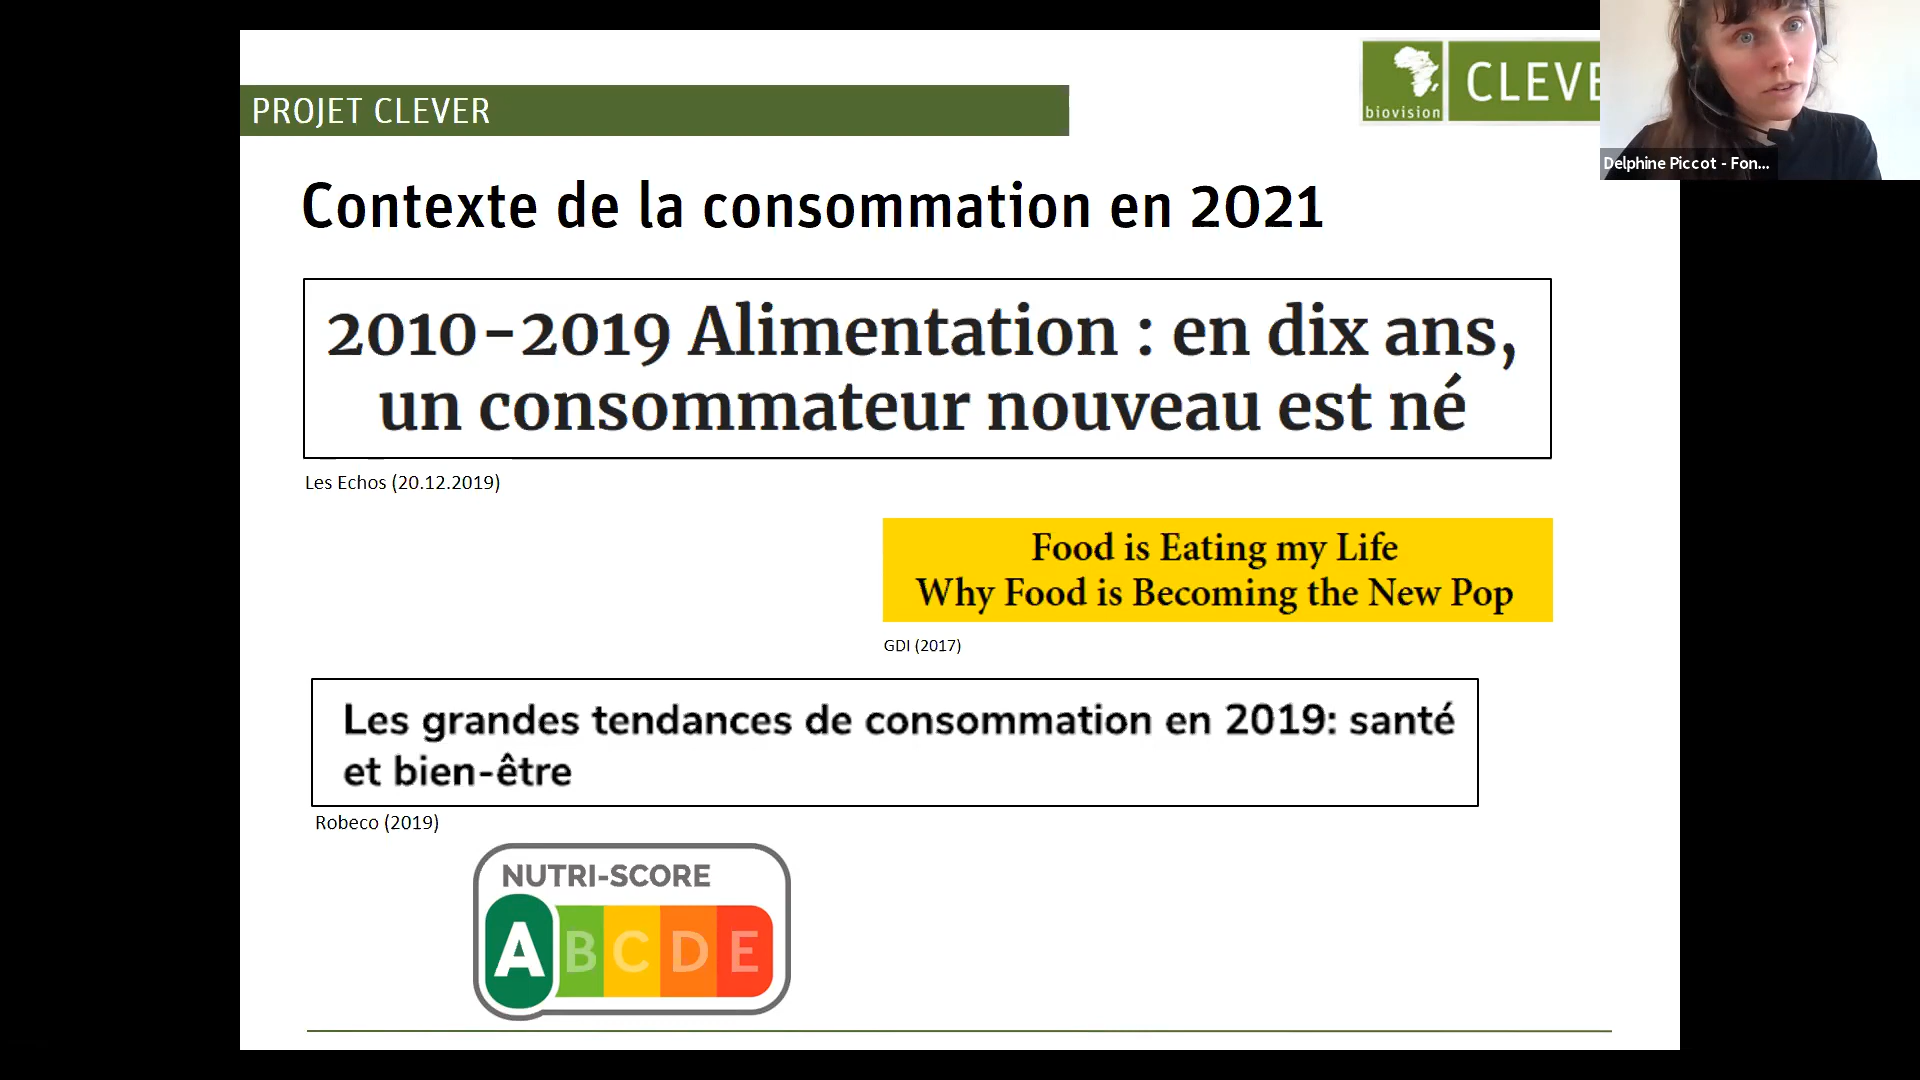 PROJET CLEVER
biovision
CLEVE
Delphine Piccot - Fon...
Contexte de la consommation en 2021
2010-2019 Alimentation : en dix ans,
un consommateur nouveau est né
Les Echos (20.12.2019)
Food is Eating my Life
Why Food is Becoming the New Pop
GDI (2017)
Les grandes tendances de consommation en 2019: santé
et bien-être
Robeco (2019)
NUTRI-SCORE
A B C D E